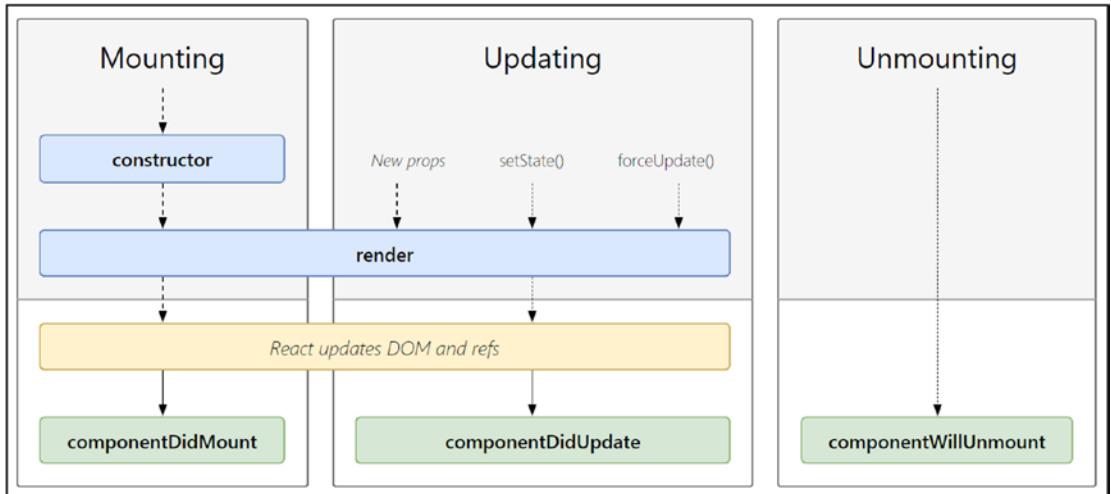 Mounting
Updating
Unmounting
constructor
New props
setState()
forceUpdate()
render
React updates DOM and refs
componentDidMount
componentDidUpdate
componentWillUnmount